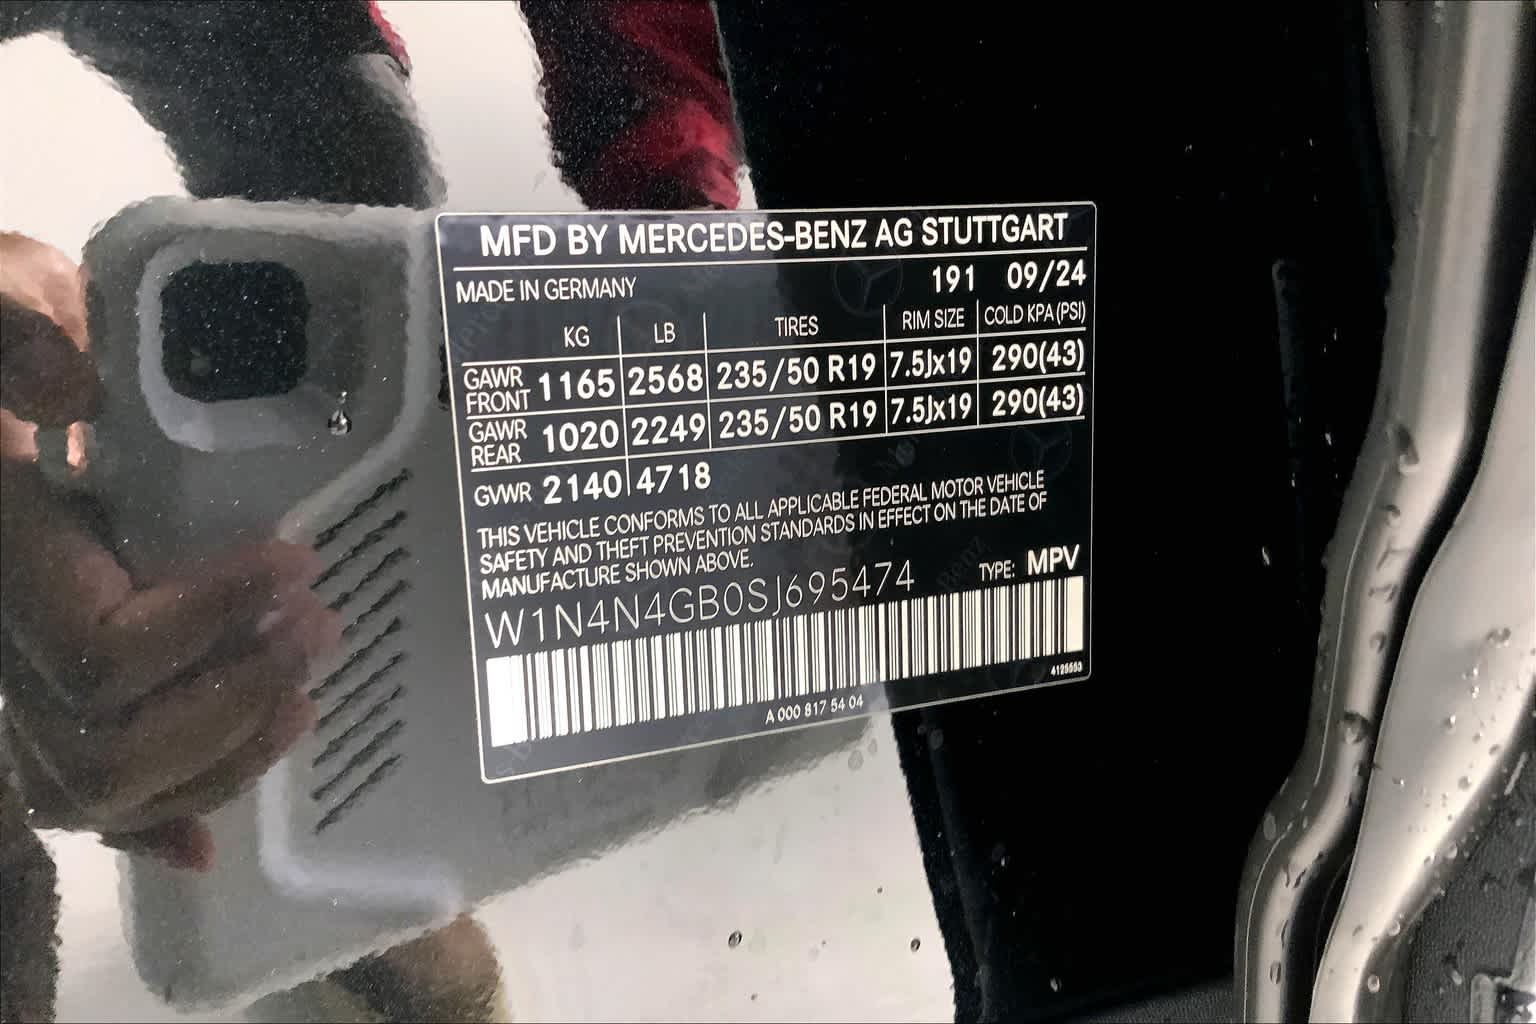 MFD BY MERCEDES-BENZ AG STUTTGART
MADE IN GERMANY 191 09/24
KG LB TIRES RIM SIZE COLD KPA(PSI)
GAWR FRONT 1165 2568 235/50 R19 7.5Jx19 290(43)
GAWR REAR 1020 2249 235/50 R19 7.5Jx19 290(43)
GVWR 2140 4718
THIS VEHICLE CONFORMS TO ALL APPLICABLE FEDERAL MOTOR VEHICLE
SAFETY AND THEFT PREVENTION STANDARDS IN EFFECT ON THE DATE OF
MANUFACTURE SHOWN ABOVE.
W1N4N4GB0SJ695474 TYPE: MPV
4125553
A 000 817 54 04